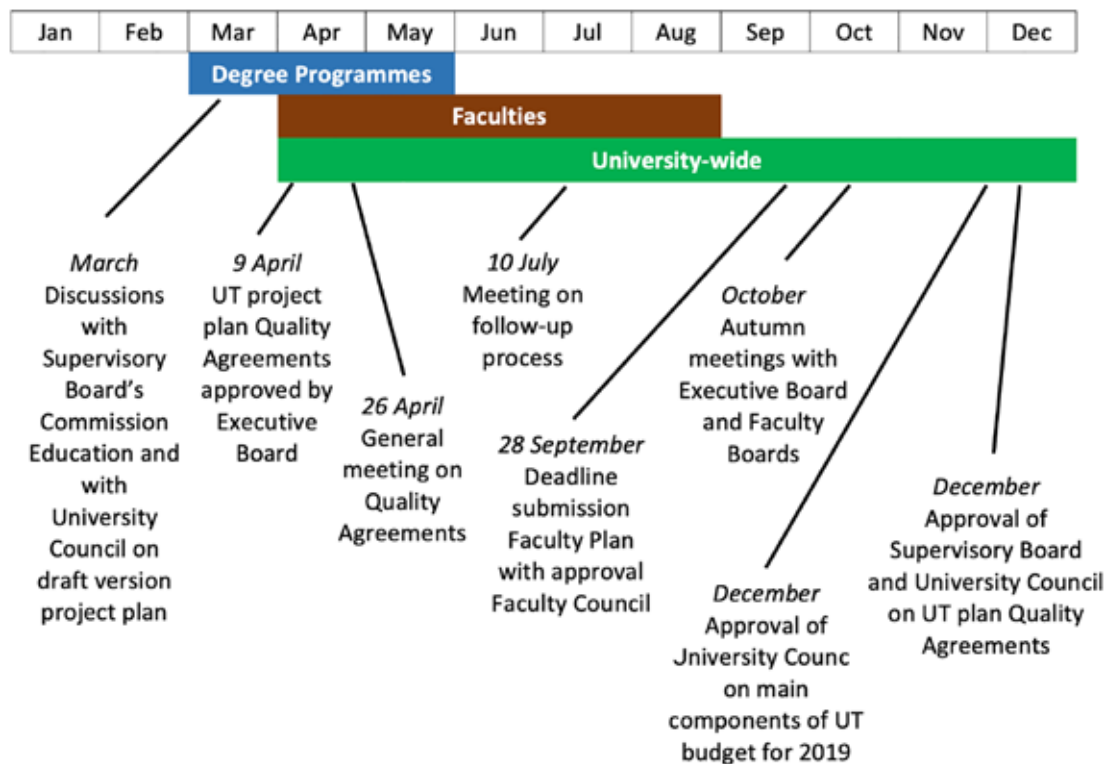 Jan Feb Mar Apr May Jun Jul Aug Sep Oct Nov Dec
Degree Programmes
Faculties
University-wide
March
Discussions
with
Supervisory
Board's
Commission
Education and
with
University
Council on
draft version
project plan
9 April
UT project
plan Quality
Agreements
approved by
Executive
Board
26 April
General
meeting on
Quality
Agreements
10 July
Meeting on
follow-up
process
28 September
Deadline
submission
Faculty Plan
with approval
Faculty Council
October
Autumn
meetings with
Executive Board
and Faculty
Boards
December
Approval of
Jniversity Counc
on main
components of UT
budget for 2019
December
Approval of
Supervisory Board
and University Council
on UT plan Quality
Agreements